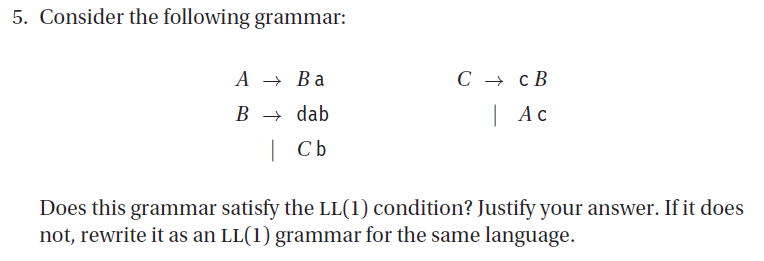 5. Consider the following grammar:
A → B a
C → c B
B → dab
| A c
| C b
Does this grammar satisfy the LL(1) condition? Justify your answer. If it does
not, rewrite it as an LL(1) grammar for the same language.